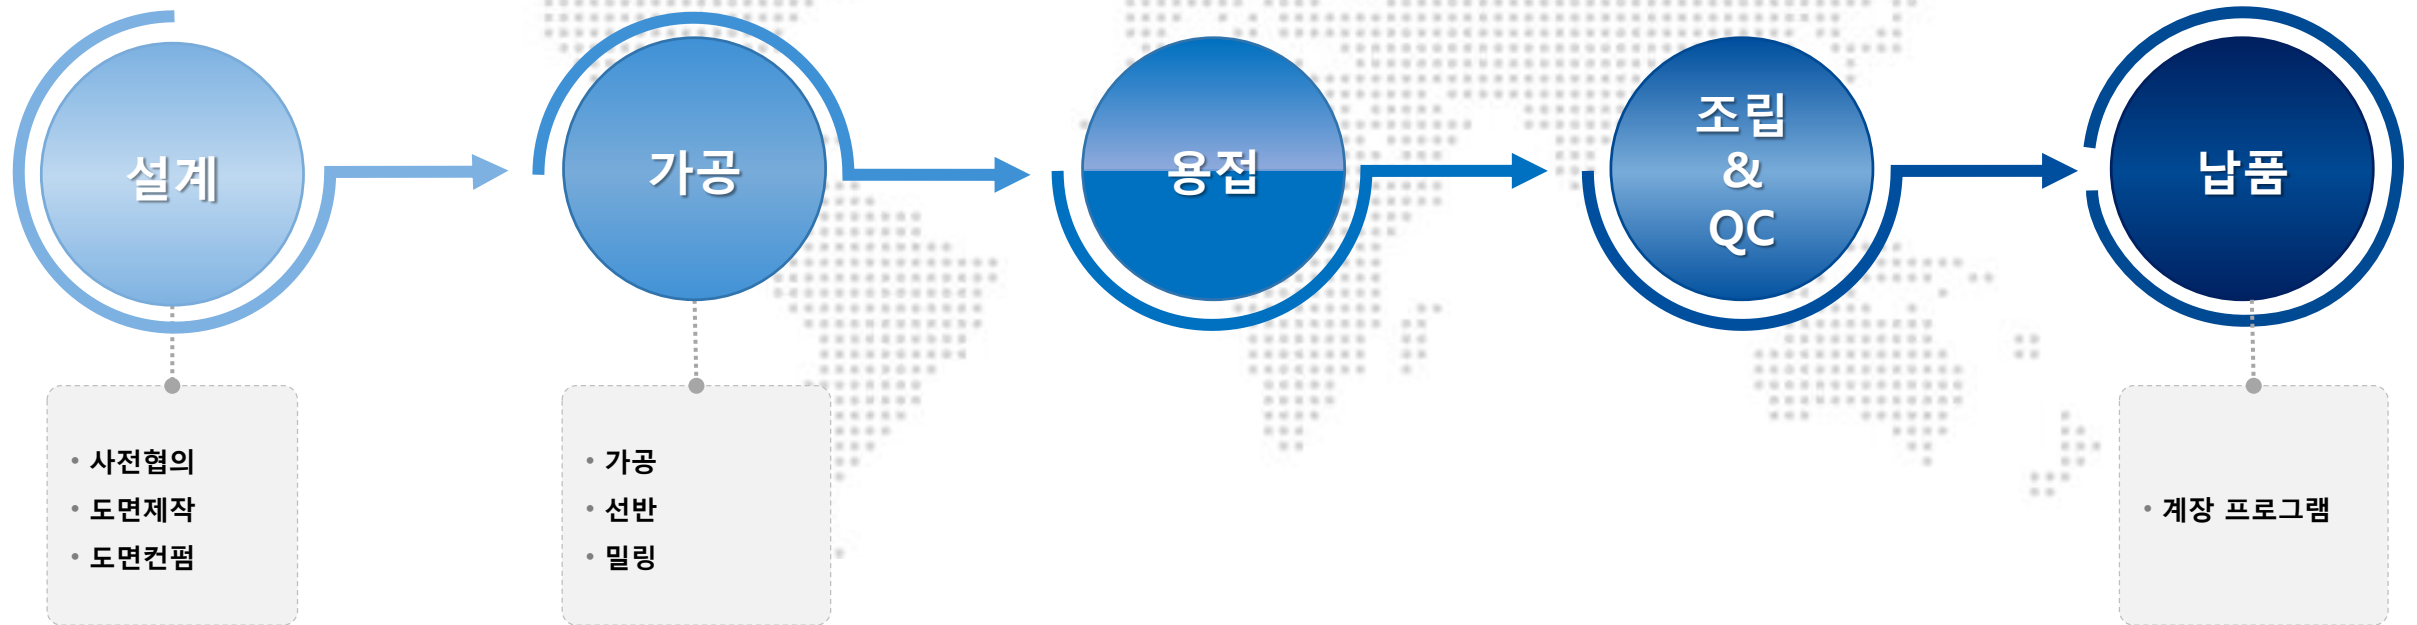 설계
가공
용접
조립
&
QC
납품
• 사전협의
• 도면제작
• 도면컨펌
• 가공
• 선반
• 밀링
• 계장 프로그램